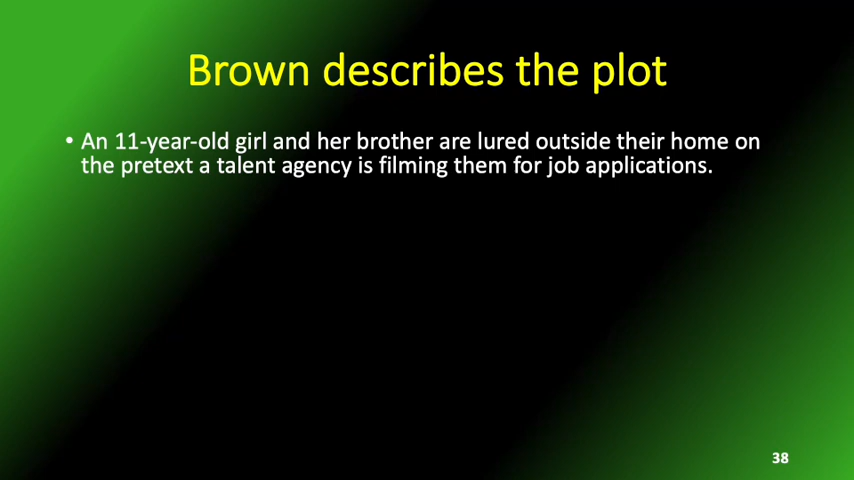 Brown describes the plot
• An 11-year-old girl and her brother are lured outside their home on
the pretext a talent agency is filming them for job applications.
38